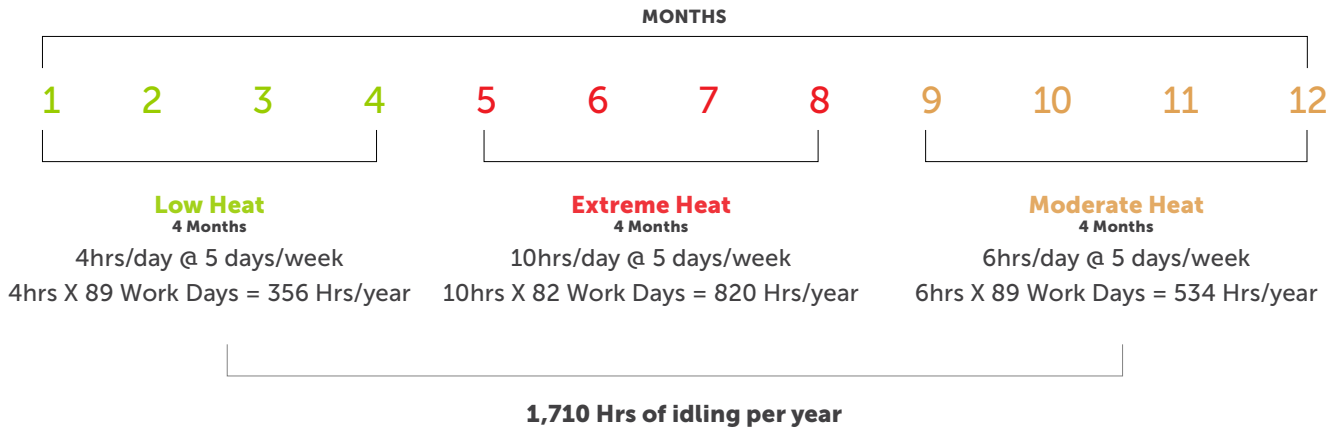 MONTHS
1 2 3 4 5 6 7 8 9 10 11 12
Low Heat
4 Months
4hrs/day @ 5 days/week
4hrs X 89 Work Days = 356 Hrs/year
Extreme Heat
4 Months
10hrs/day @ 5 days/week
10hrs X 82 Work Days = 820 Hrs/year
Moderate Heat
4 Months
6hrs/day @ 5 days/week
6hrs X 89 Work Days = 534 Hrs/year
1,710 Hrs of idling per year